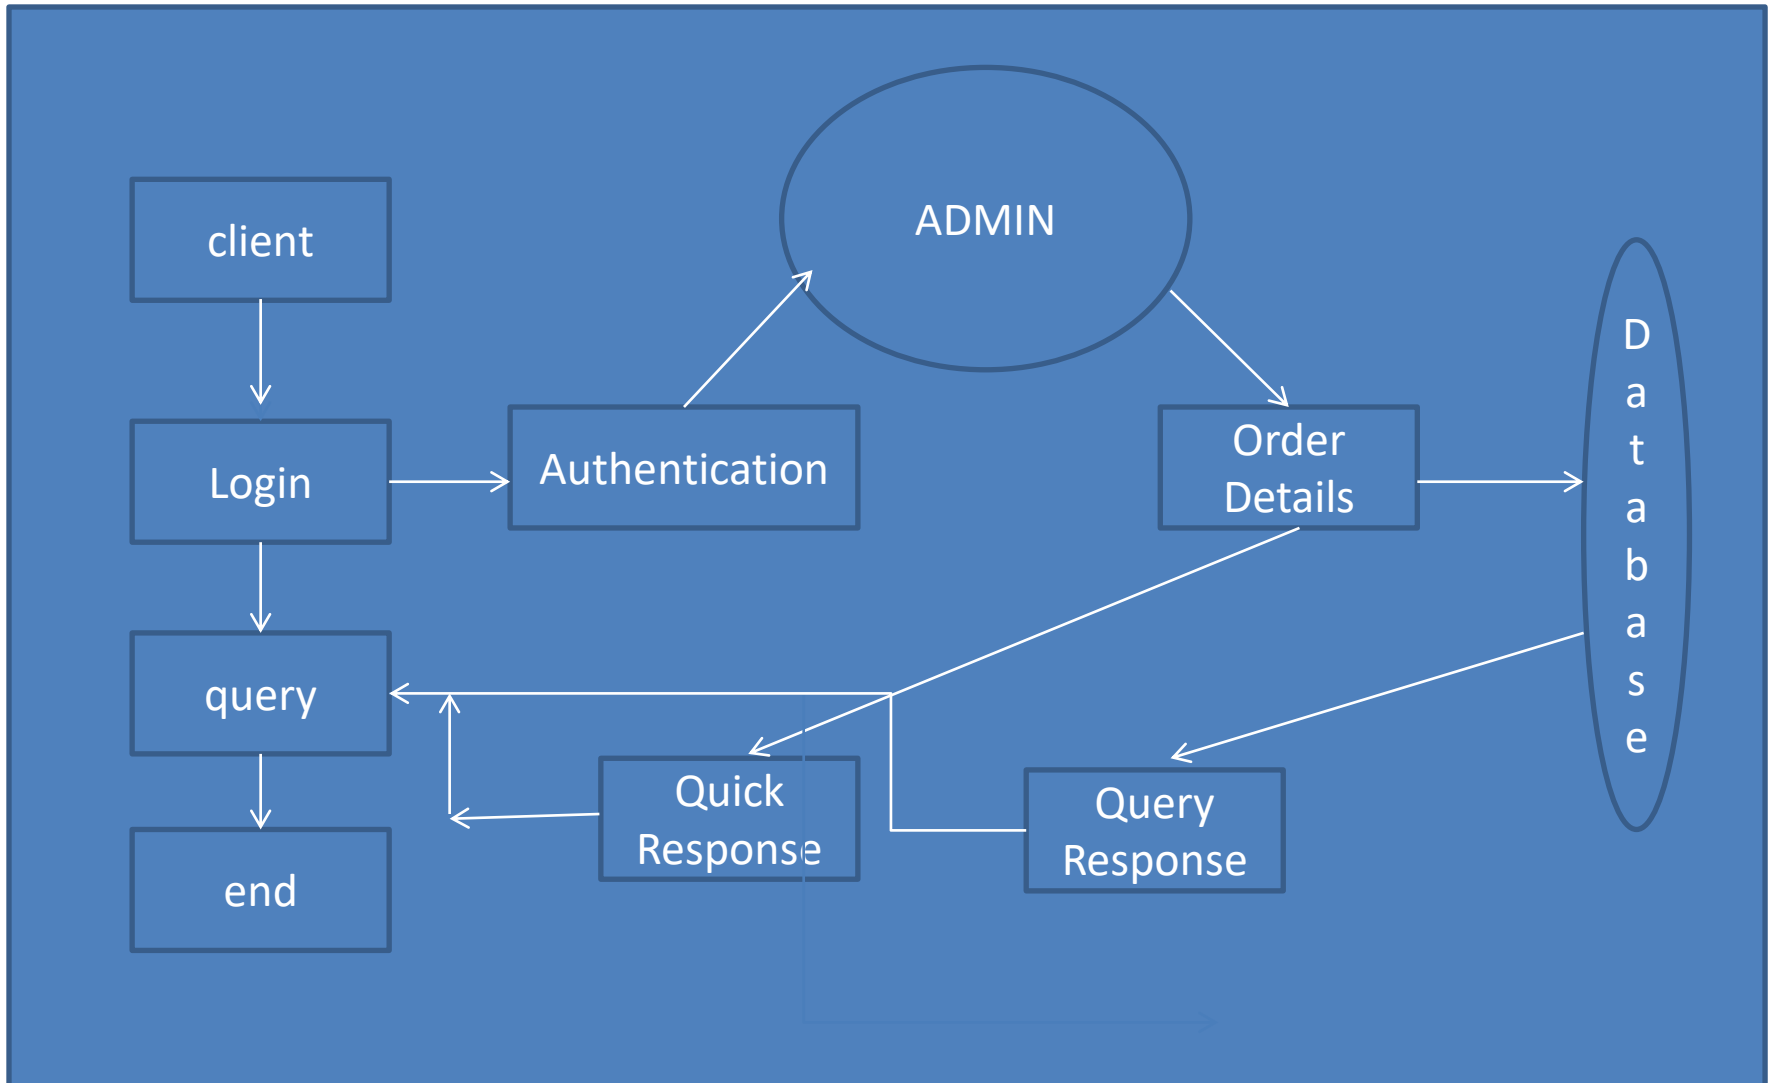 client
ADMIN
Login
Authentication
Order
Details
D
a
t
a
b
a
s
e
query
Quick
Response
Query
Response
end